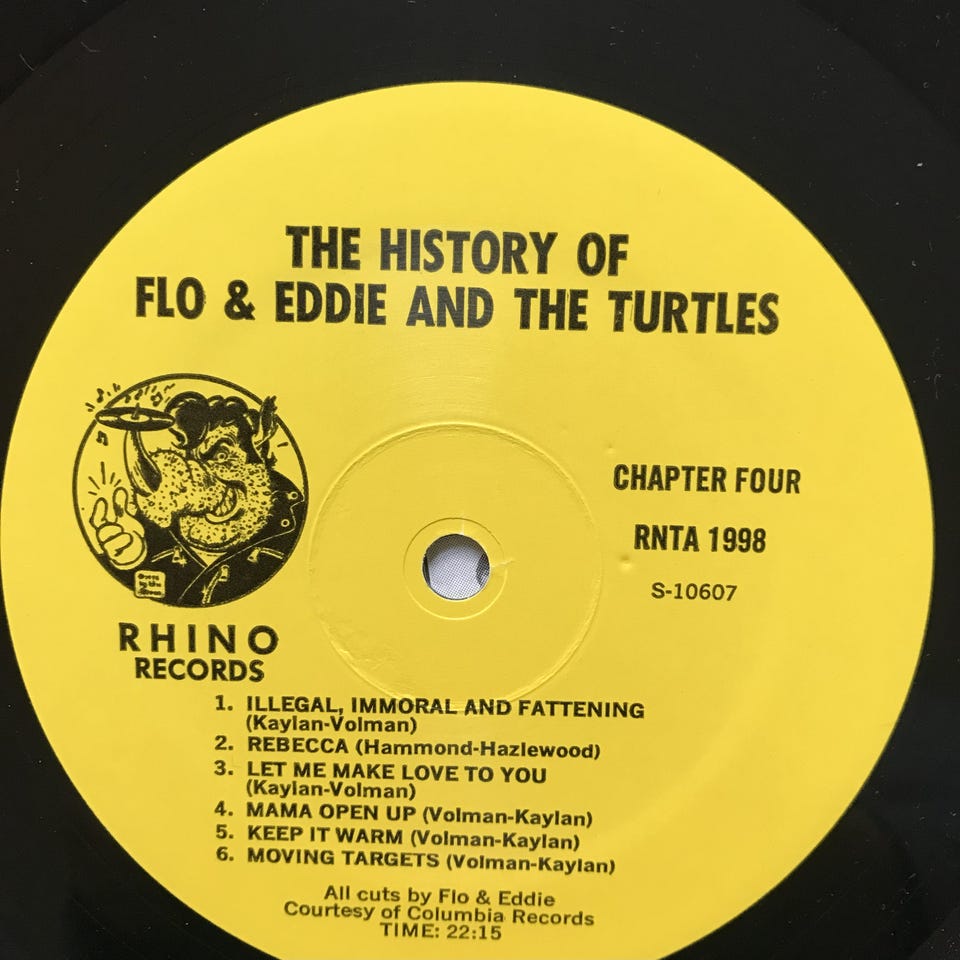 THE HISTORY OF
FLO & EDDIE AND THE TURTLES
CHAPTER FOUR
RNTA 1998
S-10607
RHINO
RECORDS
1. ILLEGAL, IMMORAL AND FATTENING
(Kaylan-Volman)
2. REBECCA (Hammond-Hazlewood)
3. LET ME MAKE LOVE TO YOU
(Kaylan-Volman)
4. MAMA OPEN UP (Volman-Kaylan)
5. KEEP IT WARM (Volman-Kaylan)
6. MOVING TARGETS (Volman-Kaylan)
All cuts by Flo & Eddie
Courtesy of Columbia Records
TIME: 22:15